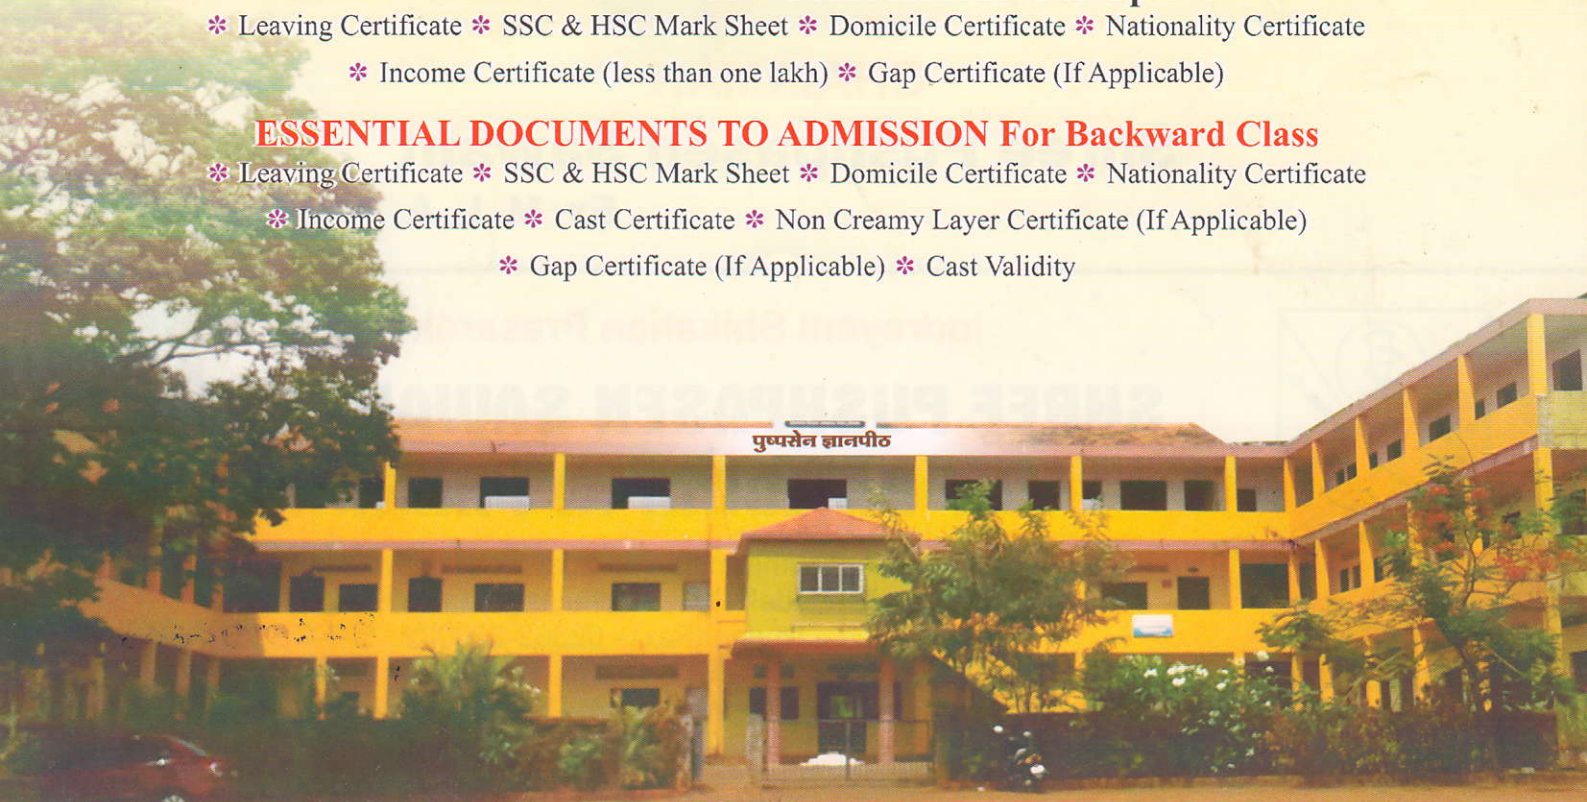 ✻ Leaving Certificate ✻ SSC & HSC Mark Sheet ✻ Domicile Certificate ✻ Nationality Certificate
✻ Income Certificate (less than one lakh) ✻ Gap Certificate (If Applicable)
ESSENTIAL DOCUMENTS TO ADMISSION For Backward Class
✻ Leaving Certificate ✻ SSC & HSC Mark Sheet ✻ Domicile Certificate ✻ Nationality Certificate
✻ Income Certificate ✻ Cast Certificate ✻ Non Creamy Layer Certificate (If Applicable)
✻ Gap Certificate (If Applicable) ✻ Cast Validity
पुष्पसेन ज्ञानपीठ